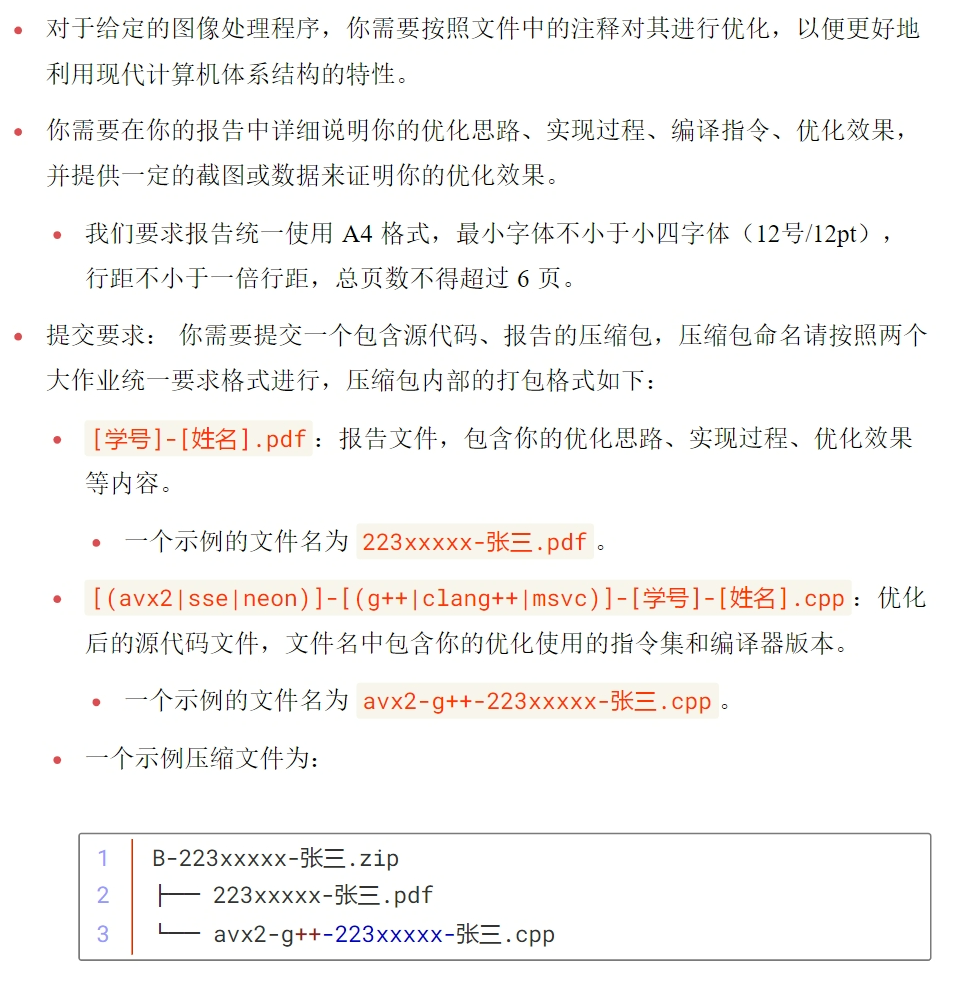 对于给定的图像处理程序，你需要按照文件中的注释对其进行优化，以便更好地
利用现代计算机体系结构的特性。
你需要在你的报告中详细说明你的优化思路、实现过程、编译指令、优化效果，
并提供一定的截图或数据来证明你的优化效果。
我们要求报告统一使用 A4 格式，最小字体不小于小四字体（12号/12pt），
行距不小于一倍行距，总页数不得超过 6 页。
提交要求： 你需要提交一个包含源代码、报告的压缩包，压缩包命名请按照两个
大作业统一要求格式进行，压缩包内部的打包格式如下：
[学号]-[姓名].pdf：报告文件，包含你的优化思路、实现过程、优化效果
等内容。
一个示例的文件名为 223xxxxx-张三.pdf。
[(avx2|sse|neon)]-[(g++|clang++|msvc)]-[学号]-[姓名].cpp：优化
后的源代码文件，文件名中包含你的优化使用的指令集和编译器版本。
一个示例的文件名为 avx2-g++-223xxxxx-张三.cpp。
一个示例压缩文件为：
1 B-223xxxxx-张三.zip
2 ├── 223xxxxx-张三.pdf
3 └── avx2-g++-223xxxxx-张三.cpp